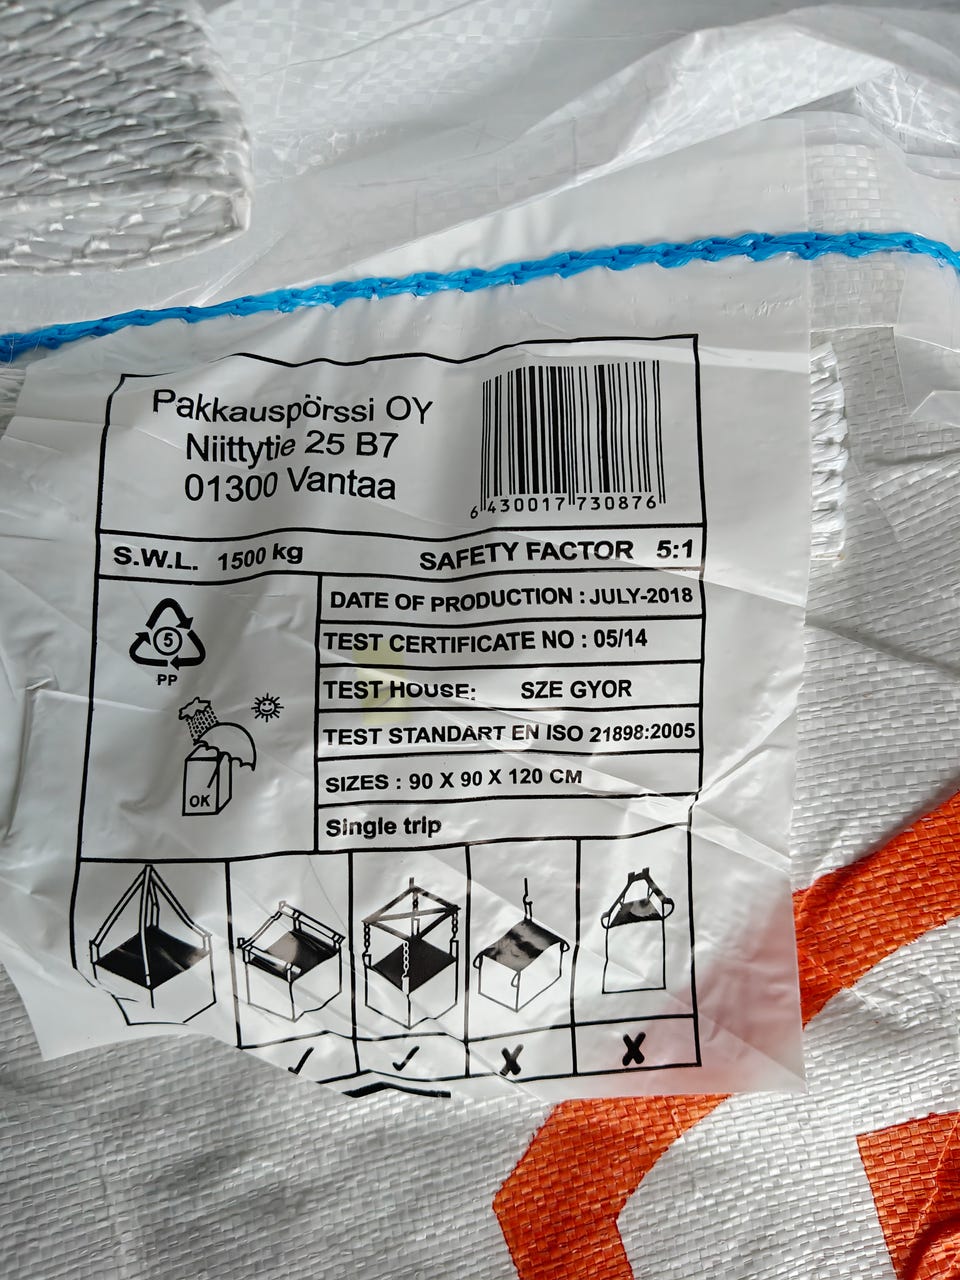 Pakkauspörssi OY
Niittytie 25 B7
01300 Vantaa
6 430017 730876
S.W.L. 1500 kg SAFETY FACTOR 5:1
DATE OF PRODUCTION : JULY-2018
TEST CERTIFICATE NO : 05/14
TEST HOUSE: SZE GYOR
TEST STANDART EN ISO 21898:2005
SIZES : 90 X 90 X 120 CM
Single trip
5
PP
OK